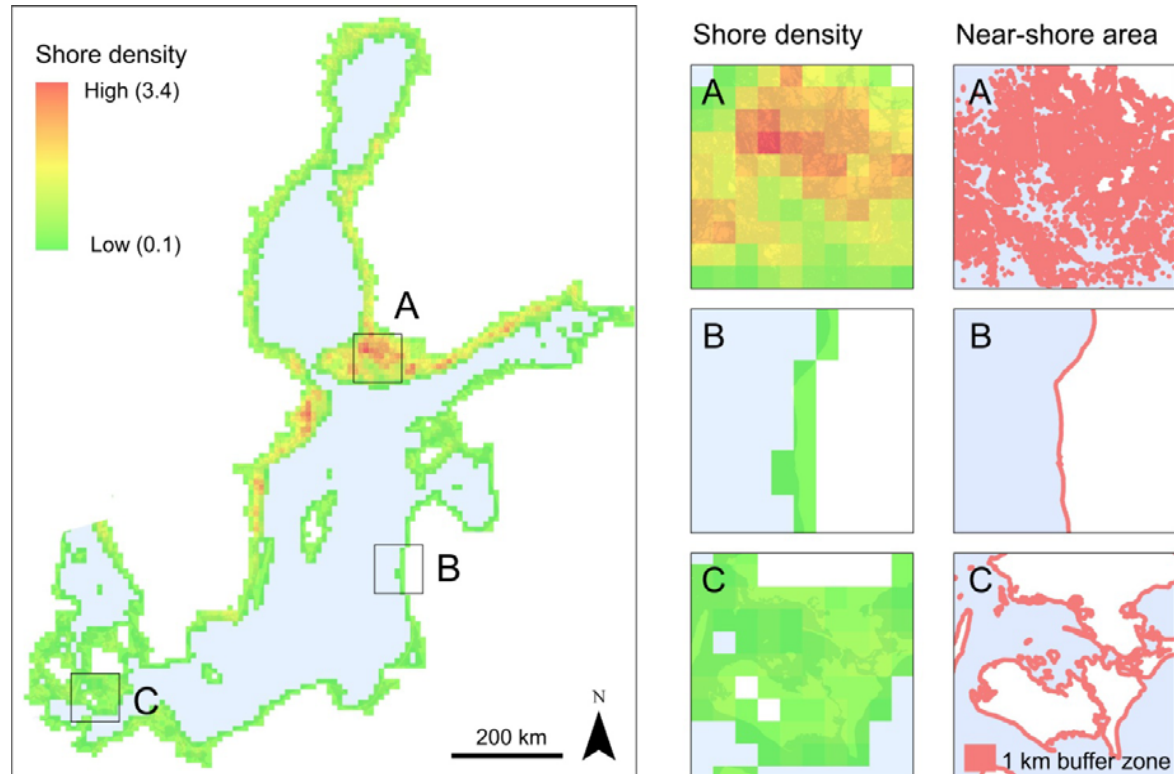 Shore density
High (3.4)
Low (0.1)
A
B
C
N
200 km
Shore density
Near-shore area
A
A
B
B
C
C
1 km buffer zone